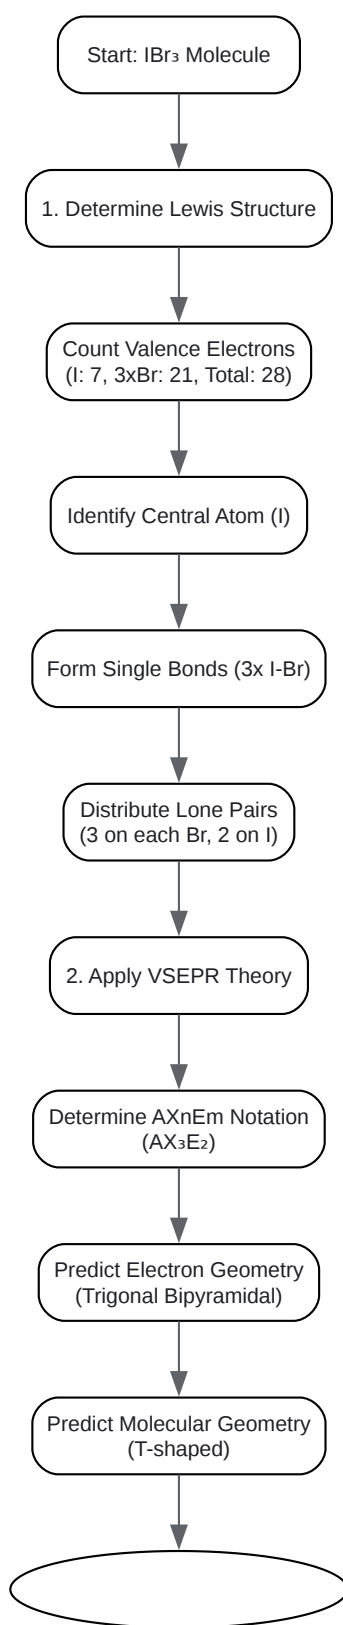 Start: IBr₃ Molecule
1. Determine Lewis Structure
Count Valence Electrons
(I: 7, 3xBr: 21, Total: 28)
Identify Central Atom (I)
Form Single Bonds (3x I-Br)
Distribute Lone Pairs
(3 on each Br, 2 on I)
2. Apply VSEPR Theory
Determine AXnEm Notation
(AX₃E₂)
Predict Electron Geometry
(Trigonal Bipyramidal)
Predict Molecular Geometry
(T-shaped)